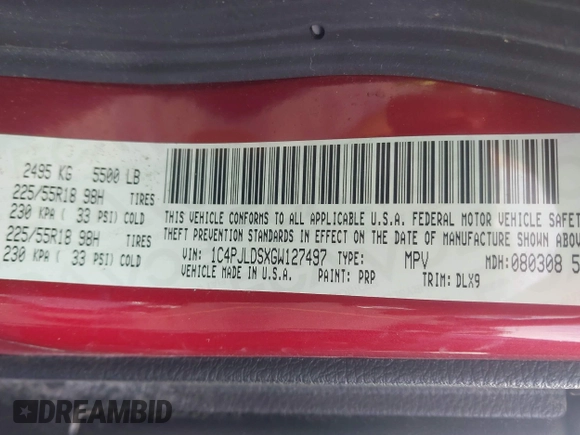 2495 KG 5500 LB
225/55R18 98H TIRES
230 KPA ( 33 PSI) COLD
225/55R18 98H TIRES
230 KPA ( 33 PSI) COLD
THIS VEHICLE CONFORMS TO ALL APPLICABLE U.S.A. FEDERAL MOTOR VEHICLE SAFET
THEFT PREVENTION STANDARDS IN EFFECT ON THE DATE OF MANUFACTURE SHOWN ABOVE
VIN: 1C4PJLDSXGW127497 TYPE: MPV MDH: 080308 5
VEHICLE MADE IN U.S.A. PAINT: PRP TRIM: DLX9
DREAMBID